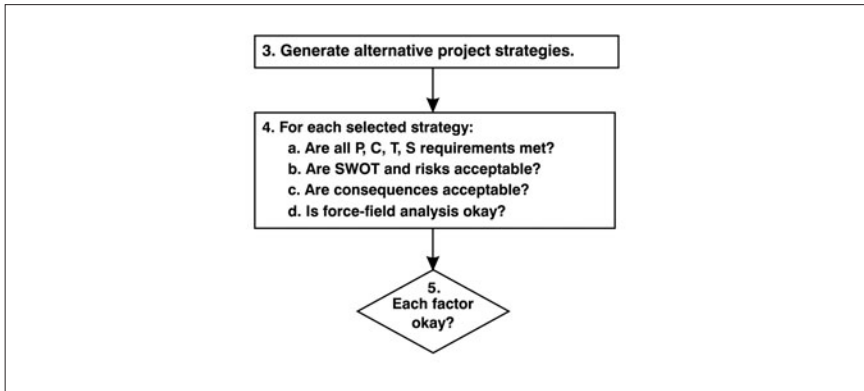 3. Generate alternative project strategies.
4. For each selected strategy:
a. Are all P, C, T, S requirements met?
b. Are SWOT and risks acceptable?
c. Are consequences acceptable?
d. Is force-field analysis okay?
5.
Each factor
okay?